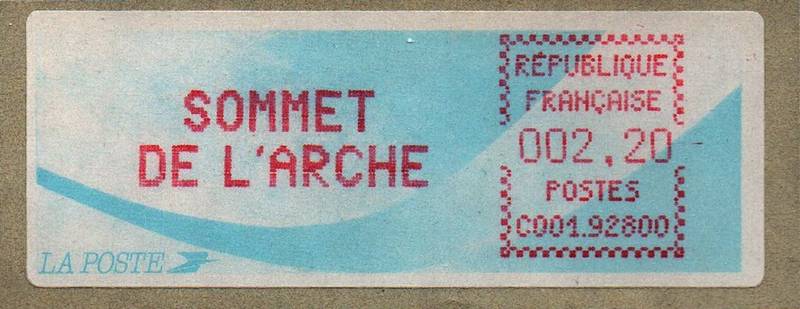 SOMMET
DE L'ARCHE
RÉPUBLIQUE
FRANÇAISE
002,20
POSTES
C001.92800
LA POSTE